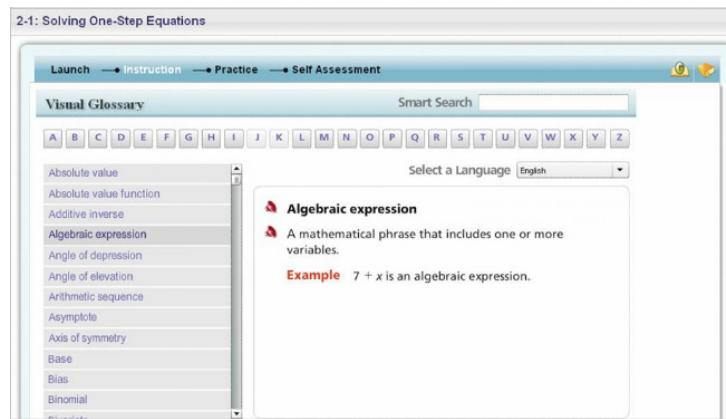 2-1: Solving One-Step Equations
Launch Instruction Practice Self Assessment
Visual Glossary
Smart Search
A B C D E F G H I J K L M N O P Q R S T U V W X Y Z
Select a Language English
Absolute value
Absolute value function
Additive inverse
Algebraic expression
Angle of depression
Angle of elevation
Arithmetic sequence
Asymptote
Axis of symmetry
Base
Bias
Binomial
Algebraic expression
A mathematical phrase that includes one or more
variables.
Example 7 + x is an algebraic expression.